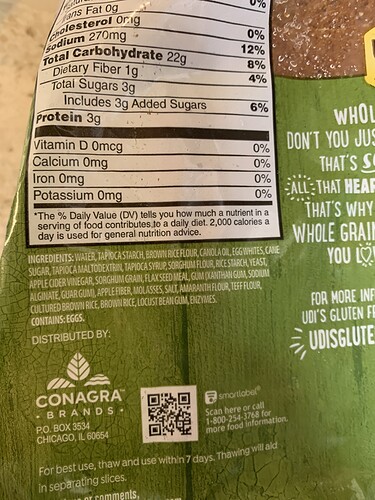 0%
Trans Fat 0g
Cholesterol 0mg 0%
Sodium 270mg 12%
Total Carbohydrate 22g 8%
Dietary Fiber 1g 4%
Total Sugars 3g
Includes 3g Added Sugars 6%
Protein 3g
Vitamin D 0mcg 0%
Calcium 0mg 0%
Iron 0mg 0%
Potassium 0mg 0%
*The % Daily Value (DV) tells you how much a nutrient in a
serving of food contributes to a daily diet. 2,000 calories a
day is used for general nutrition advice.
INGREDIENTS: WATER, TAPIOCA STARCH, BROWN RICE FLOUR, CANOLA OIL, EGG WHITES, CANE
SUGAR, TAPIOCA MALTODEXTRIN, TAPIOCA SYRUP, SORGHUM FLOUR, RICE STARCH, YEAST,
APPLE CIDER VINEGAR, SORGHUM GRAIN, FLAXSEED MEAL, GUM (XANTHAN GUM, SODIUM
ALGINATE, GUAR GUM), APPLE FIBER, MOLASSES, SALT, AMARANTH FLOUR, TEFF FLOUR,
CULTURED BROWN RICE, BROWN RICE, LOCUST BEAN GUM, ENZYMES.
CONTAINS: EGGS.
DISTRIBUTED BY:
CONAGRA
BRANDS
P.O. BOX 3534
CHICAGO, IL 60654
smartlabel
Scan here or call
1-800-254-3768 for
more food information.
For best use, thaw and use within 7 days. Thawing will aid
in separating slices.
or comments,
WHOL
DON'T YOU JUS
THAT'S SO
ALL THAT HEAR
THAT'S WHY
WHOLE GRAIN
YOU
FOR MORE INF
UDI'S GLUTEN FR
UDISGLUTE